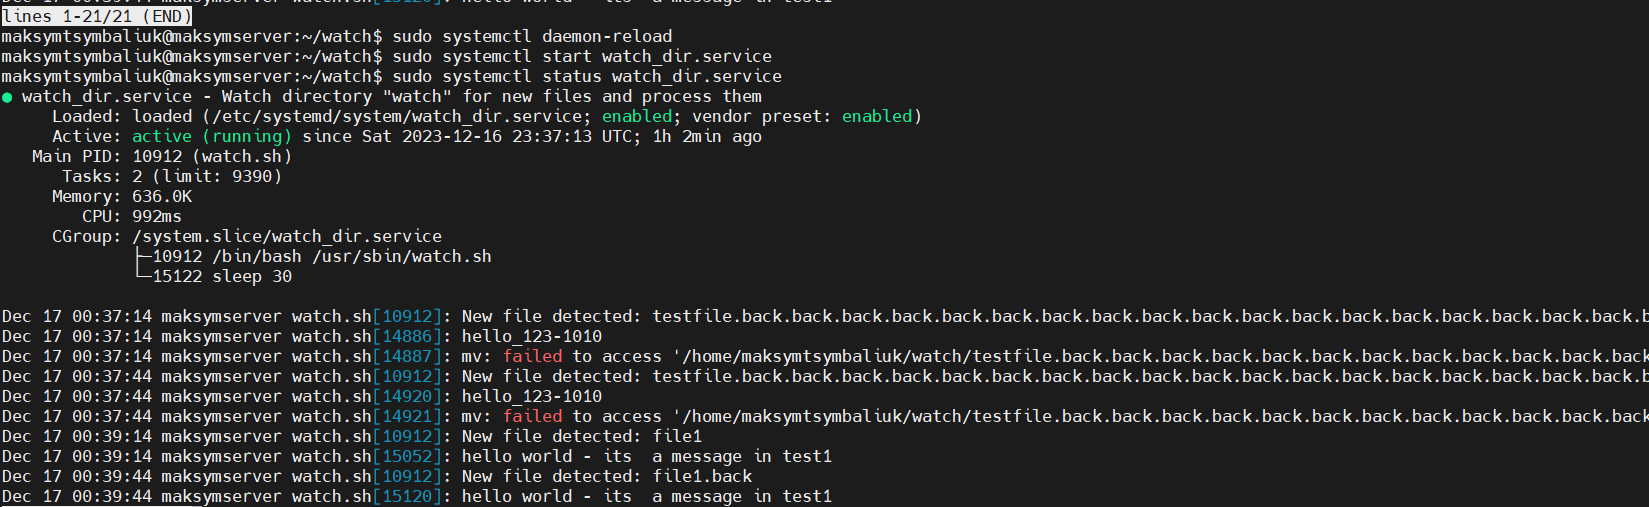 Dec 17 00:39:14 maksymserver watch.sh[15120]: hello world - its  a message in test1
lines 1-21/21 (END)
maksymtsymbaliuk@maksymserver:~/watch$ sudo systemctl daemon-reload
maksymtsymbaliuk@maksymserver:~/watch$ sudo systemctl start watch_dir.service
maksymtsymbaliuk@maksymserver:~/watch$ sudo systemctl status watch_dir.service
● watch_dir.service - Watch directory "watch" for new files and process them
     Loaded: loaded (/etc/systemd/system/watch_dir.service; enabled; vendor preset: enabled)
     Active: active (running) since Sat 2023-12-16 23:37:13 UTC; 1h 2min ago
   Main PID: 10912 (watch.sh)
      Tasks: 2 (limit: 9390)
     Memory: 636.0K
        CPU: 992ms
     CGroup: /system.slice/watch_dir.service
             ├─10912 /bin/bash /usr/sbin/watch.sh
             └─15122 sleep 30
Dec 17 00:37:14 maksymserver watch.sh[10912]: New file detected: testfile.back.back.back.back.back.back.back.back.back.back.back.back.back.back.back.back.back.back.b
Dec 17 00:37:14 maksymserver watch.sh[14886]: hello_123-1010
Dec 17 00:37:14 maksymserver watch.sh[14887]: mv: failed to access '/home/maksymtsymbaliuk/watch/testfile.back.back.back.back.back.back.back.back.back.back.back.back
Dec 17 00:37:44 maksymserver watch.sh[10912]: New file detected: testfile.back.back.back.back.back.back.back.back.back.back.back.back.back.back.back.back.back.back.b
Dec 17 00:37:44 maksymserver watch.sh[14920]: hello_123-1010
Dec 17 00:37:44 maksymserver watch.sh[14921]: mv: failed to access '/home/maksymtsymbaliuk/watch/testfile.back.back.back.back.back.back.back.back.back.back.back.back
Dec 17 00:39:14 maksymserver watch.sh[10912]: New file detected: file1
Dec 17 00:39:14 maksymserver watch.sh[15052]: hello world - its  a message in test1
Dec 17 00:39:44 maksymserver watch.sh[10912]: New file detected: file1.back
Dec 17 00:39:44 maksymserver watch.sh[15120]: hello world - its  a message in test1